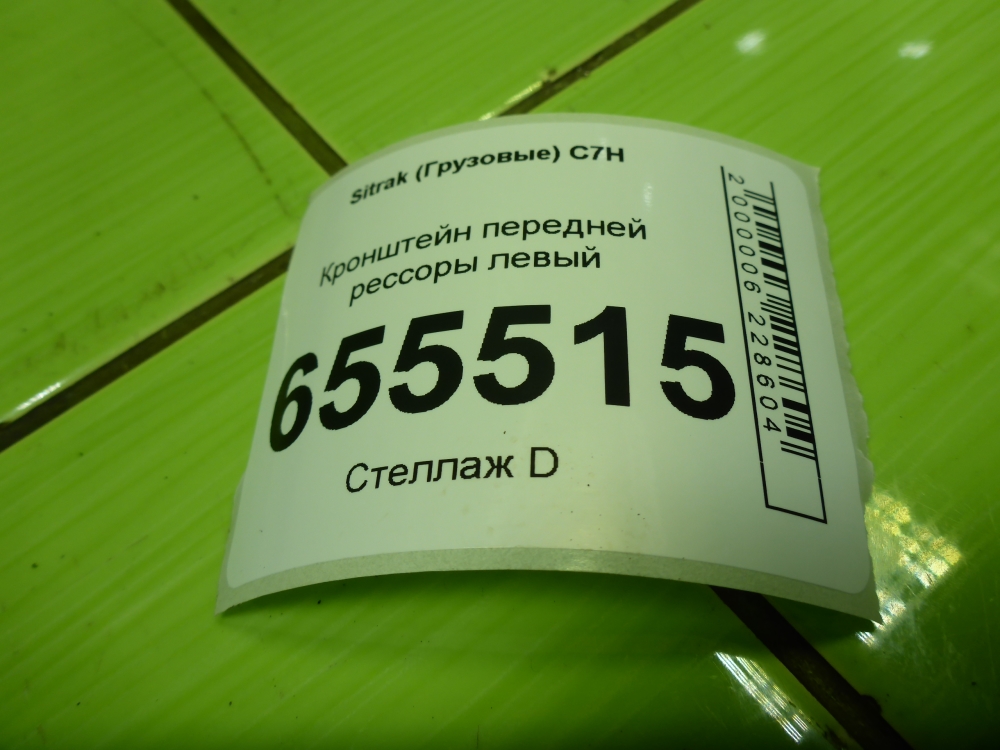 Sitrak (Грузовые) C7H
Кронштейн передней
рессоры левый
655515
Стеллаж D
2000006228604